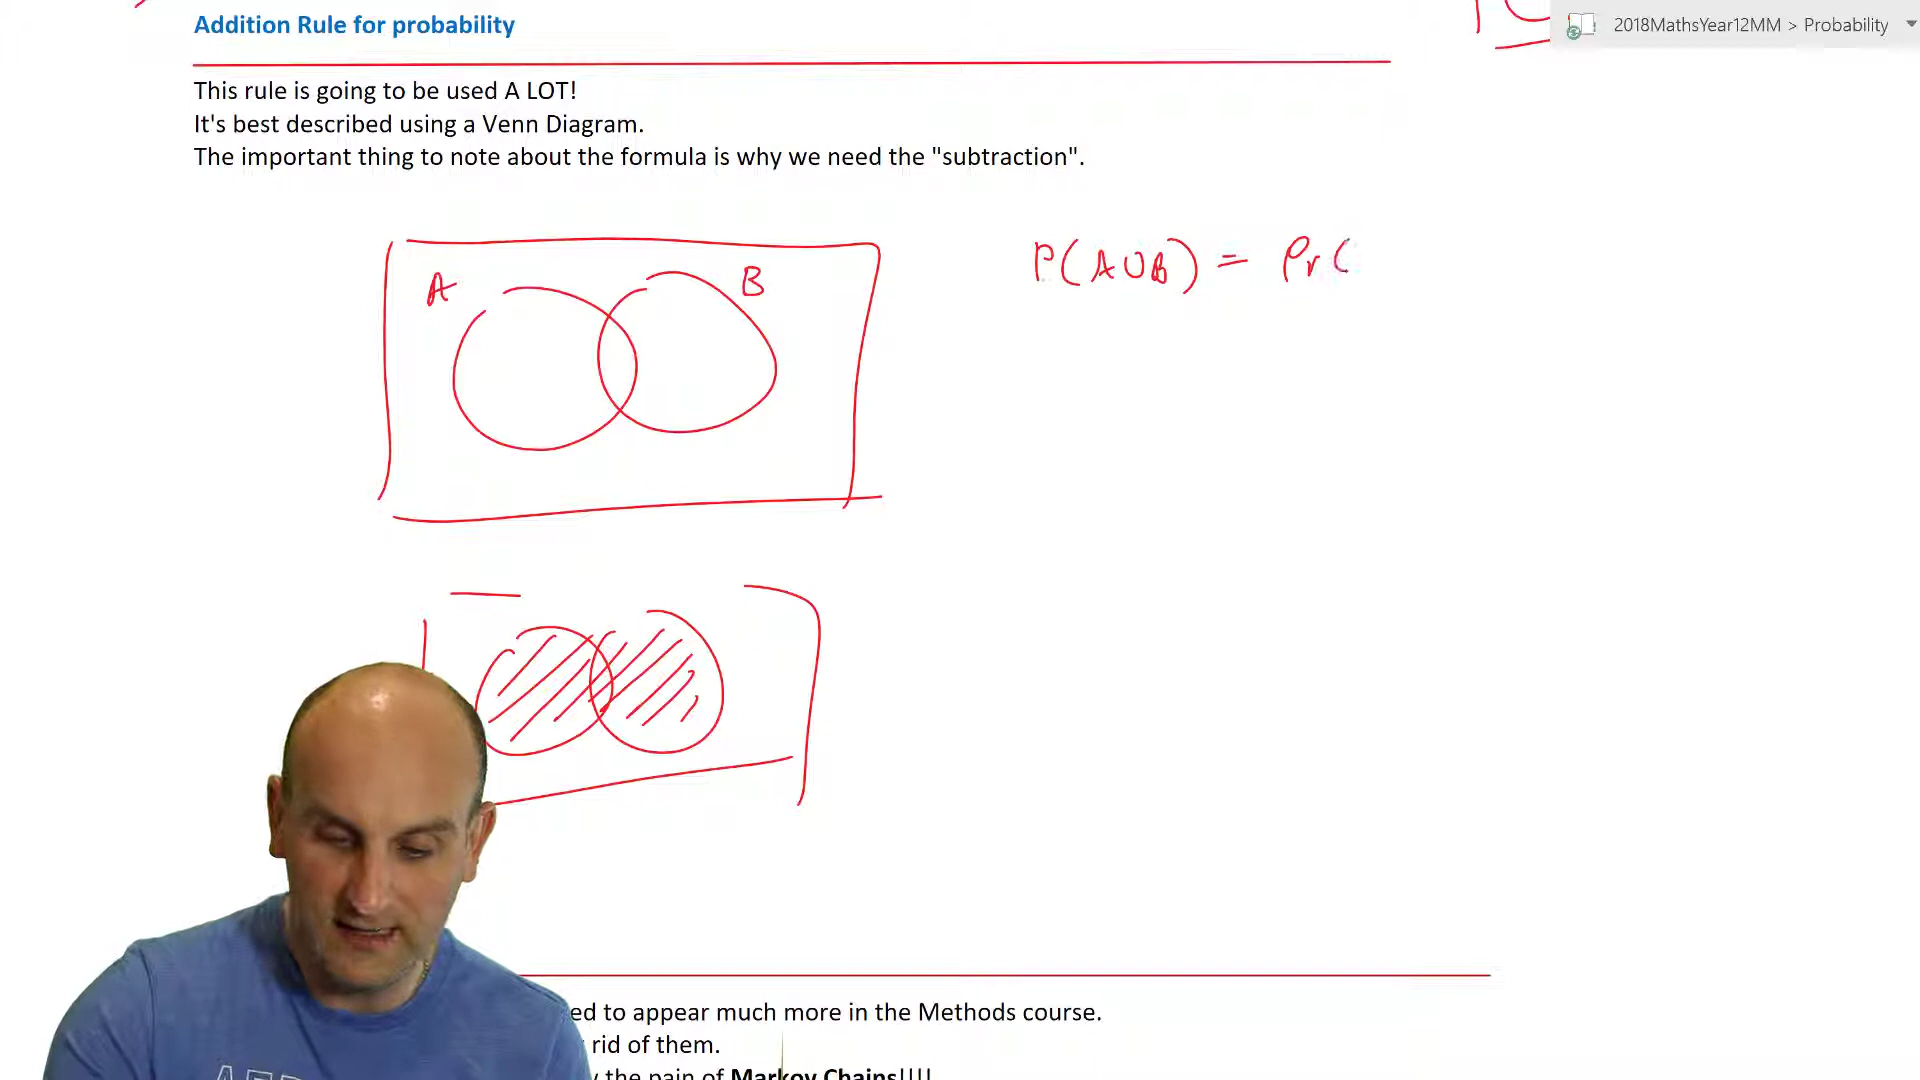 Addition Rule for probability
2018MathsYear12MM > Probability
This rule is going to be used A LOT!
It's best described using a Venn Diagram.
The important thing to note about the formula is why we need the "subtraction".
A B
P(A∪B) = Pr(
ed to appear much more in the Methods course.
rid of them.
the pain of Markov Chains!!!!